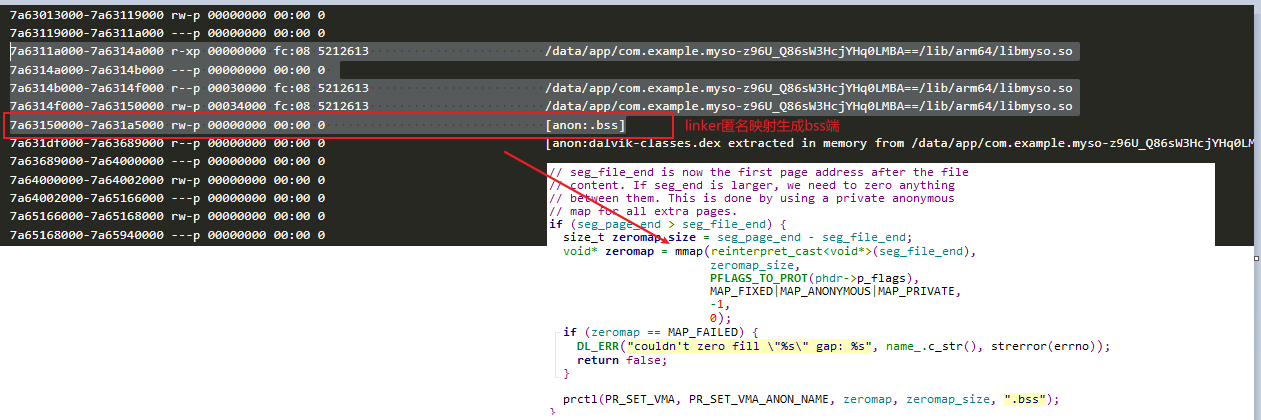 7a63013000-7a63119000 rw-p 00000000 00:00 0
7a63119000-7a6311a000 ---p 00000000 00:00 0
7a6311a000-7a6314a000 r-xp 00000000 fc:08 5212613 /data/app/com.example.myso-z96U_Q86sW3HcjYHq0LMBA==/lib/arm64/libmyso.so
7a6314a000-7a6314b000 ---p 00000000 00:00 0
7a6314b000-7a6314f000 r--p 00030000 fc:08 5212613 /data/app/com.example.myso-z96U_Q86sW3HcjYHq0LMBA==/lib/arm64/libmyso.so
7a6314f000-7a63150000 rw-p 00034000 fc:08 5212613 /data/app/com.example.myso-z96U_Q86sW3HcjYHq0LMBA==/lib/arm64/libmyso.so
7a63150000-7a631a5000 rw-p 00000000 00:00 0 [anon:.bss] linker匿名映射生成bss端
7a631df000-7a63689000 r--p 00000000 00:00 0 [anon:dalvik-classes.dex extracted in memory from /data/app/com.example.myso-z96U_Q86sW3HcjYHq0LM
7a63689000-7a64000000 ---p 00000000 00:00 0
7a64000000-7a64002000 rw-p 00000000 00:00 0
7a64002000-7a65166000 ---p 00000000 00:00 0
7a65166000-7a65168000 rw-p 00000000 00:00 0
7a65168000-7a65940000 ---p 00000000 00:00 0
// seg_file_end is now the first page address after the file
// content. If seg_end is larger, we need to zero anything
// between them. This is done by using a private anonymous
// map for all extra pages.
if (seg_page_end > seg_file_end) {
size_t zeromap_size = seg_page_end - seg_file_end;
void* zeromap = mmap(reinterpret_cast<void*>(seg_file_end),
zeromap_size,
PFLAGS_TO_PROT(phdr->p_flags),
MAP_FIXED|MAP_ANONYMOUS|MAP_PRIVATE,
-1,
0);
if (zeromap == MAP_FAILED) {
DL_ERR("couldn't zero fill \"%s\" gap: %s", name_.c_str(), strerror(errno));
return false;
}
prctl(PR_SET_VMA, PR_SET_VMA_ANON_NAME, zeromap, zeromap_size, ".bss");
}